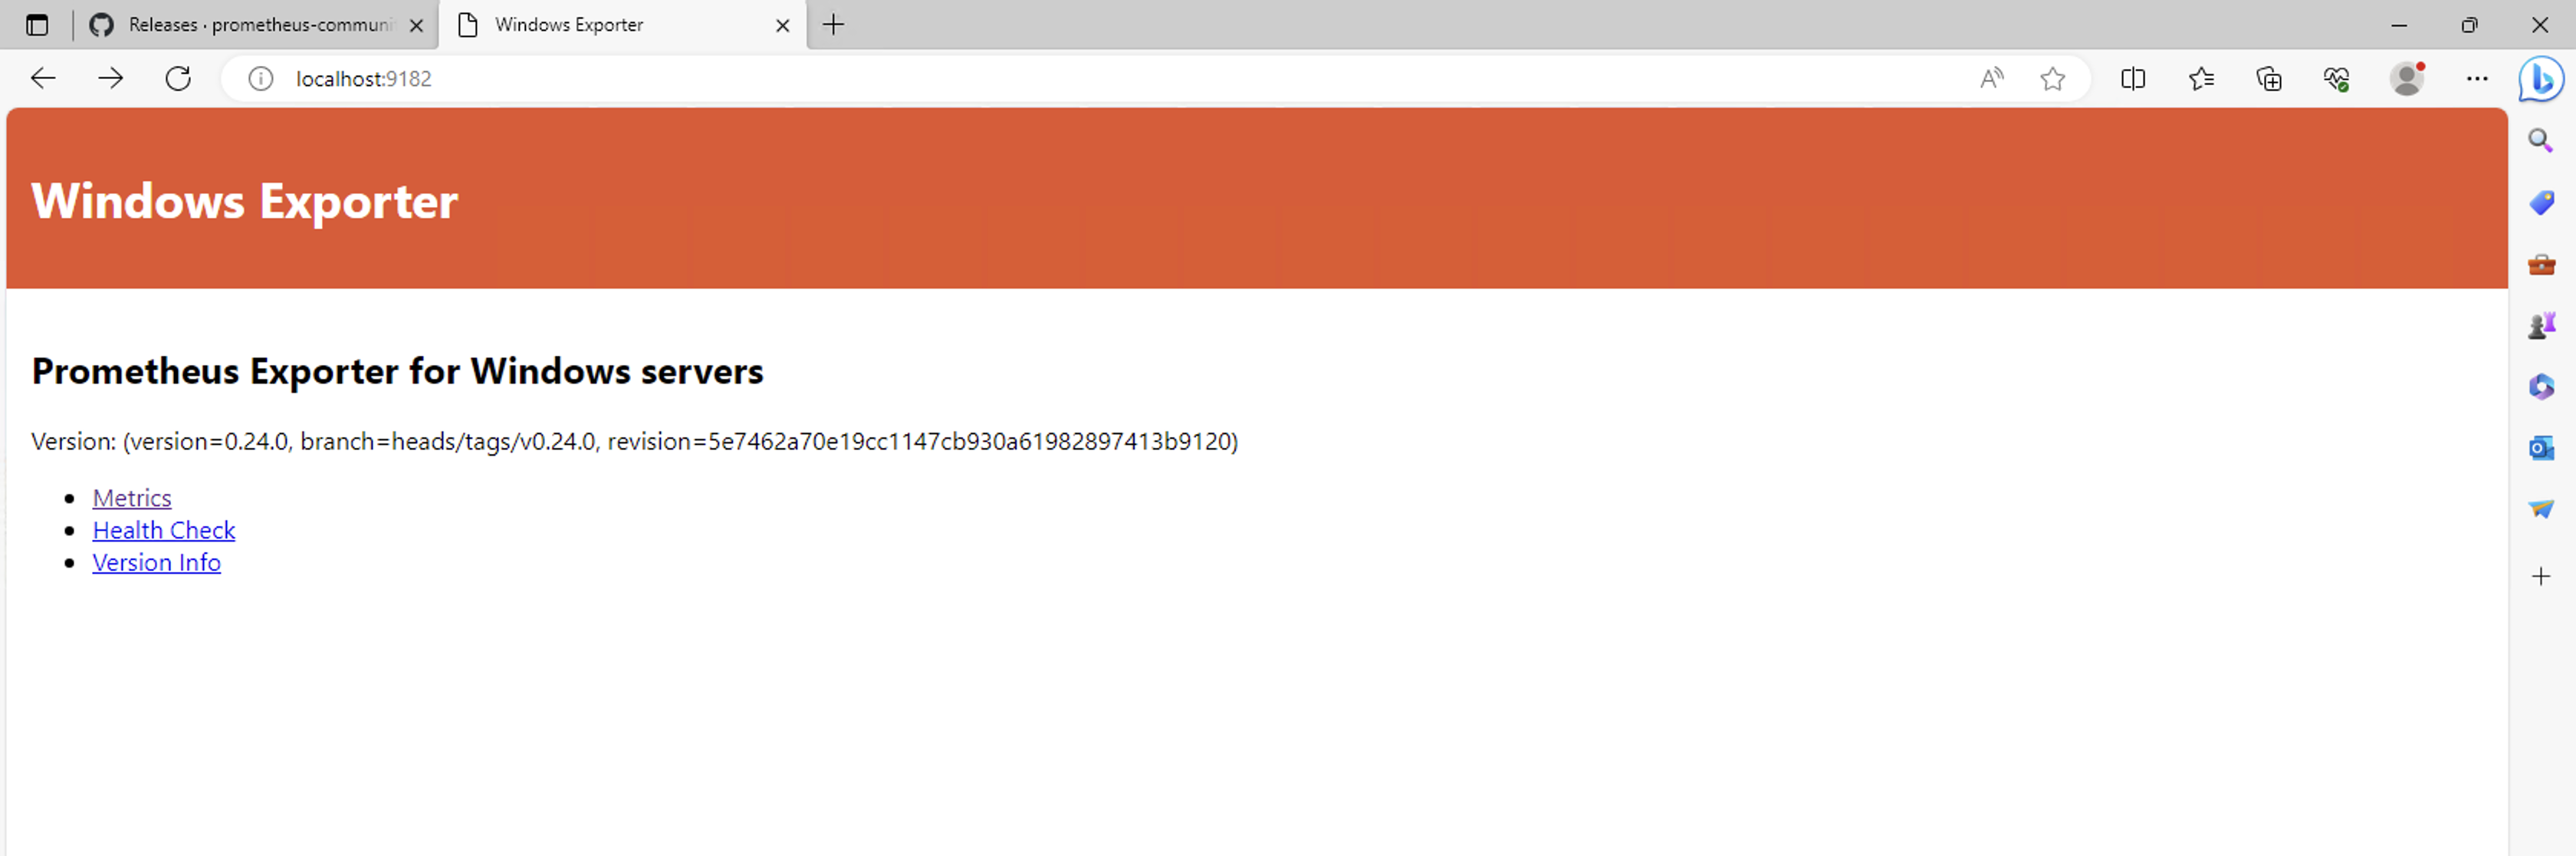 Releases · prometheus-communi
Windows Exporter
localhost:9182
Windows Exporter
Prometheus Exporter for Windows servers
Version: (version=0.24.0, branch=heads/tags/v0.24.0, revision=5e7462a70e19cc1147cb930a61982897413b9120)
Metrics
Health Check
Version Info